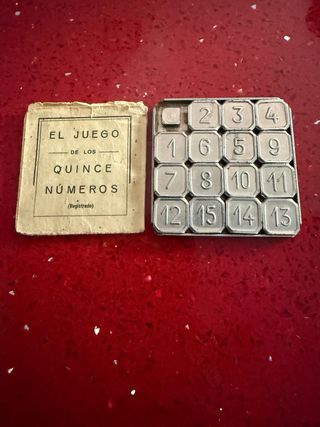 EL JUEGO
DE LOS
QUINCE
NÚMEROS
(Registrado)
2 3 4
1 6 5 9
7 8 10 11
12 15 14 13